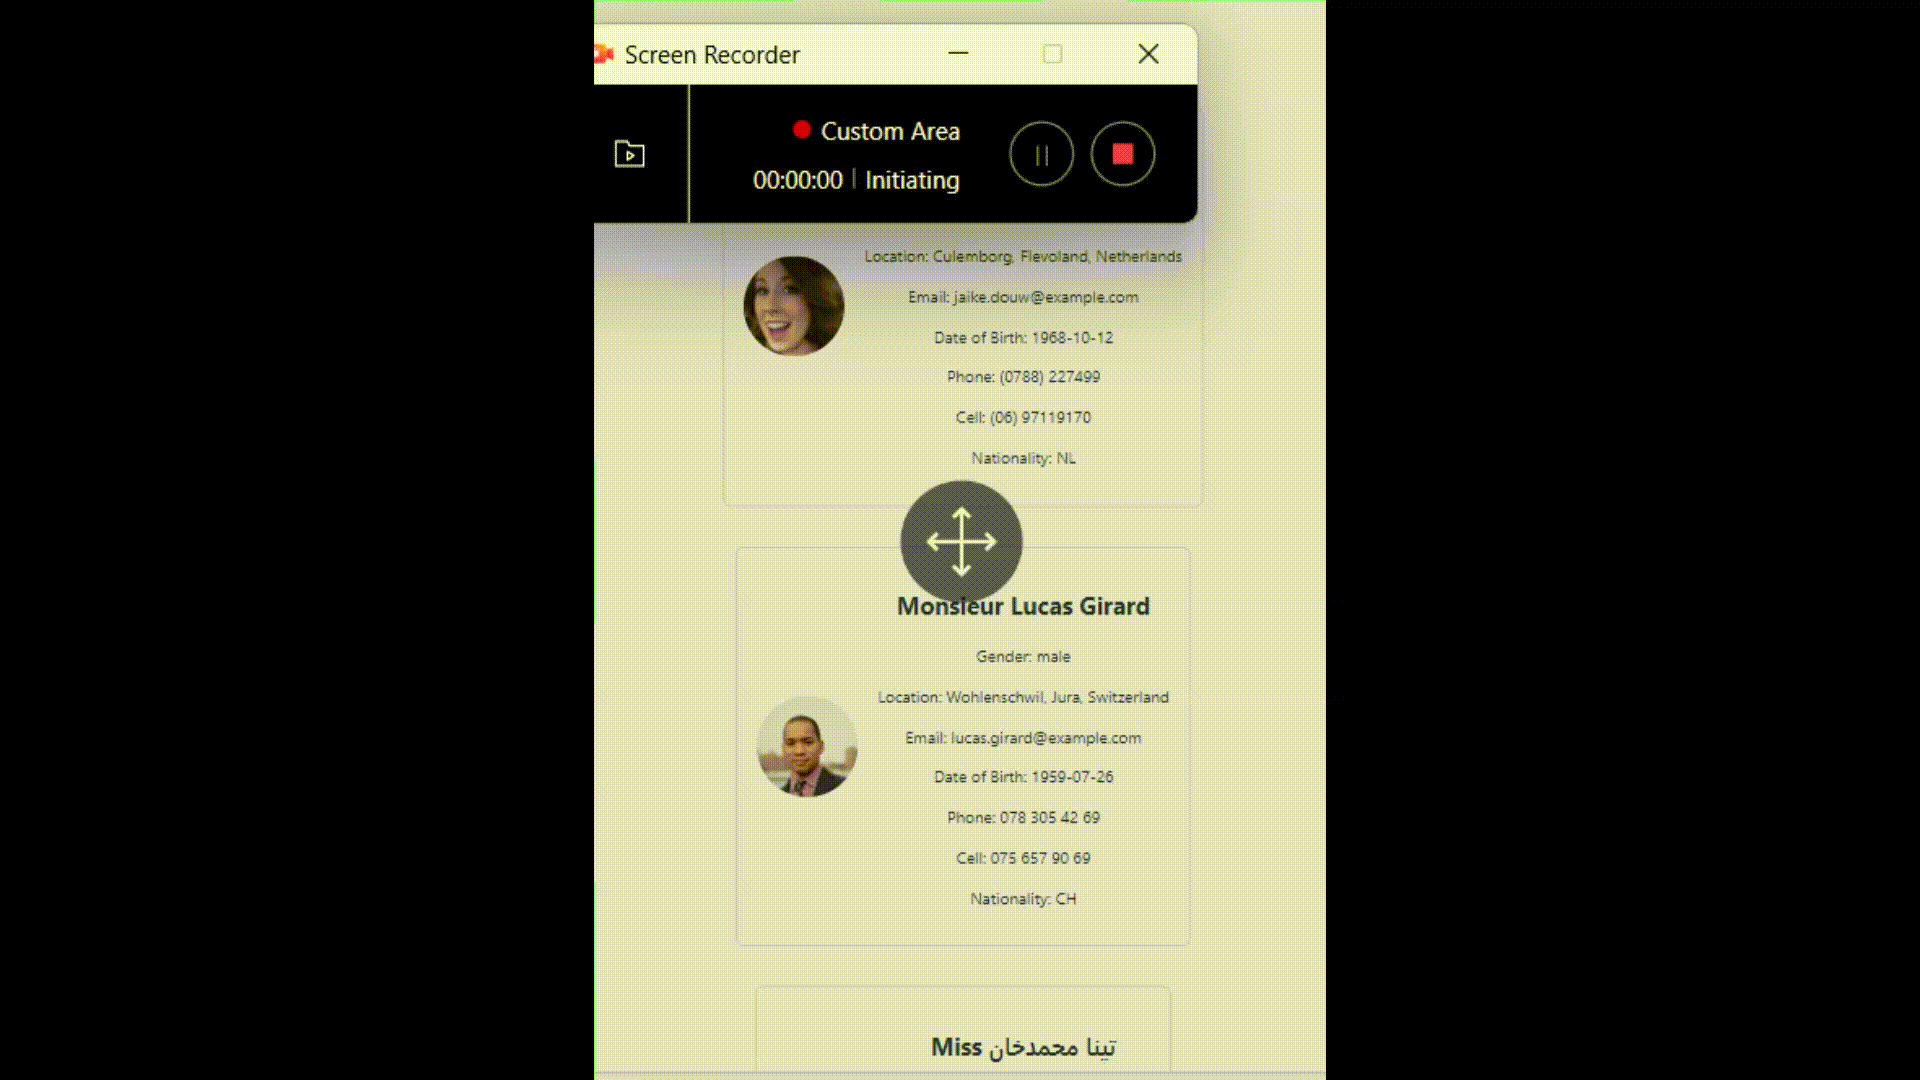 Screen Recorder
Custom Area
00:00:00 | Initiating
Location: Culemborg, Flevoland, Netherlands
Email: jaike.douw@example.com
Date of Birth: 1968-10-12
Phone: (0788) 227499
Cell: (06) 97119170
Nationality: NL
Monsieur Lucas Girard
Gender: male
Location: Wohlenschwil, Jura, Switzerland
Email: lucas.girard@example.com
Date of Birth: 1959-07-26
Phone: 078 305 42 69
Cell: 075 657 90 69
Nationality: CH
Miss تینا محمدخان